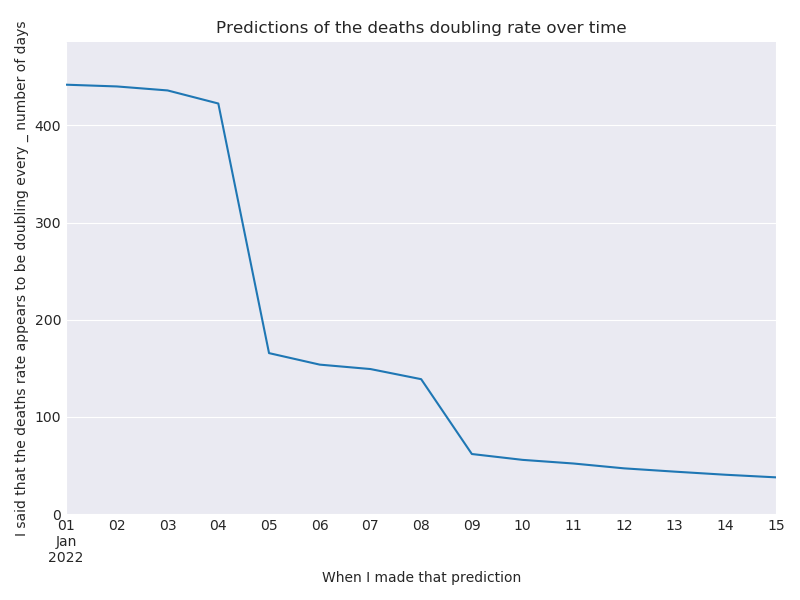 Predictions of the deaths doubling rate over time
I said that the deaths rate appears to be doubling every _ number of days
400
300
200
100
0
01 02 03 04 05 06 07 08 09 10 11 12 13 14 15
Jan
2022
When I made that prediction